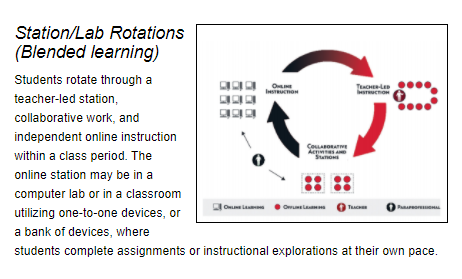 Station/Lab Rotations
(Blended learning)
Students rotate through a
teacher-led station,
collaborative work, and
independent online instruction
within a class period. The
online station may be in a
computer lab or in a classroom
utilizing one-to-one devices, or
a bank of devices, where
students complete assignments or instructional explorations at their own pace.
Online
Instruction
Teacher-Led
Instruction
Collaborative
Activities and
Stations
Online Learning
Offline Learning
Teacher
Paraprofessional